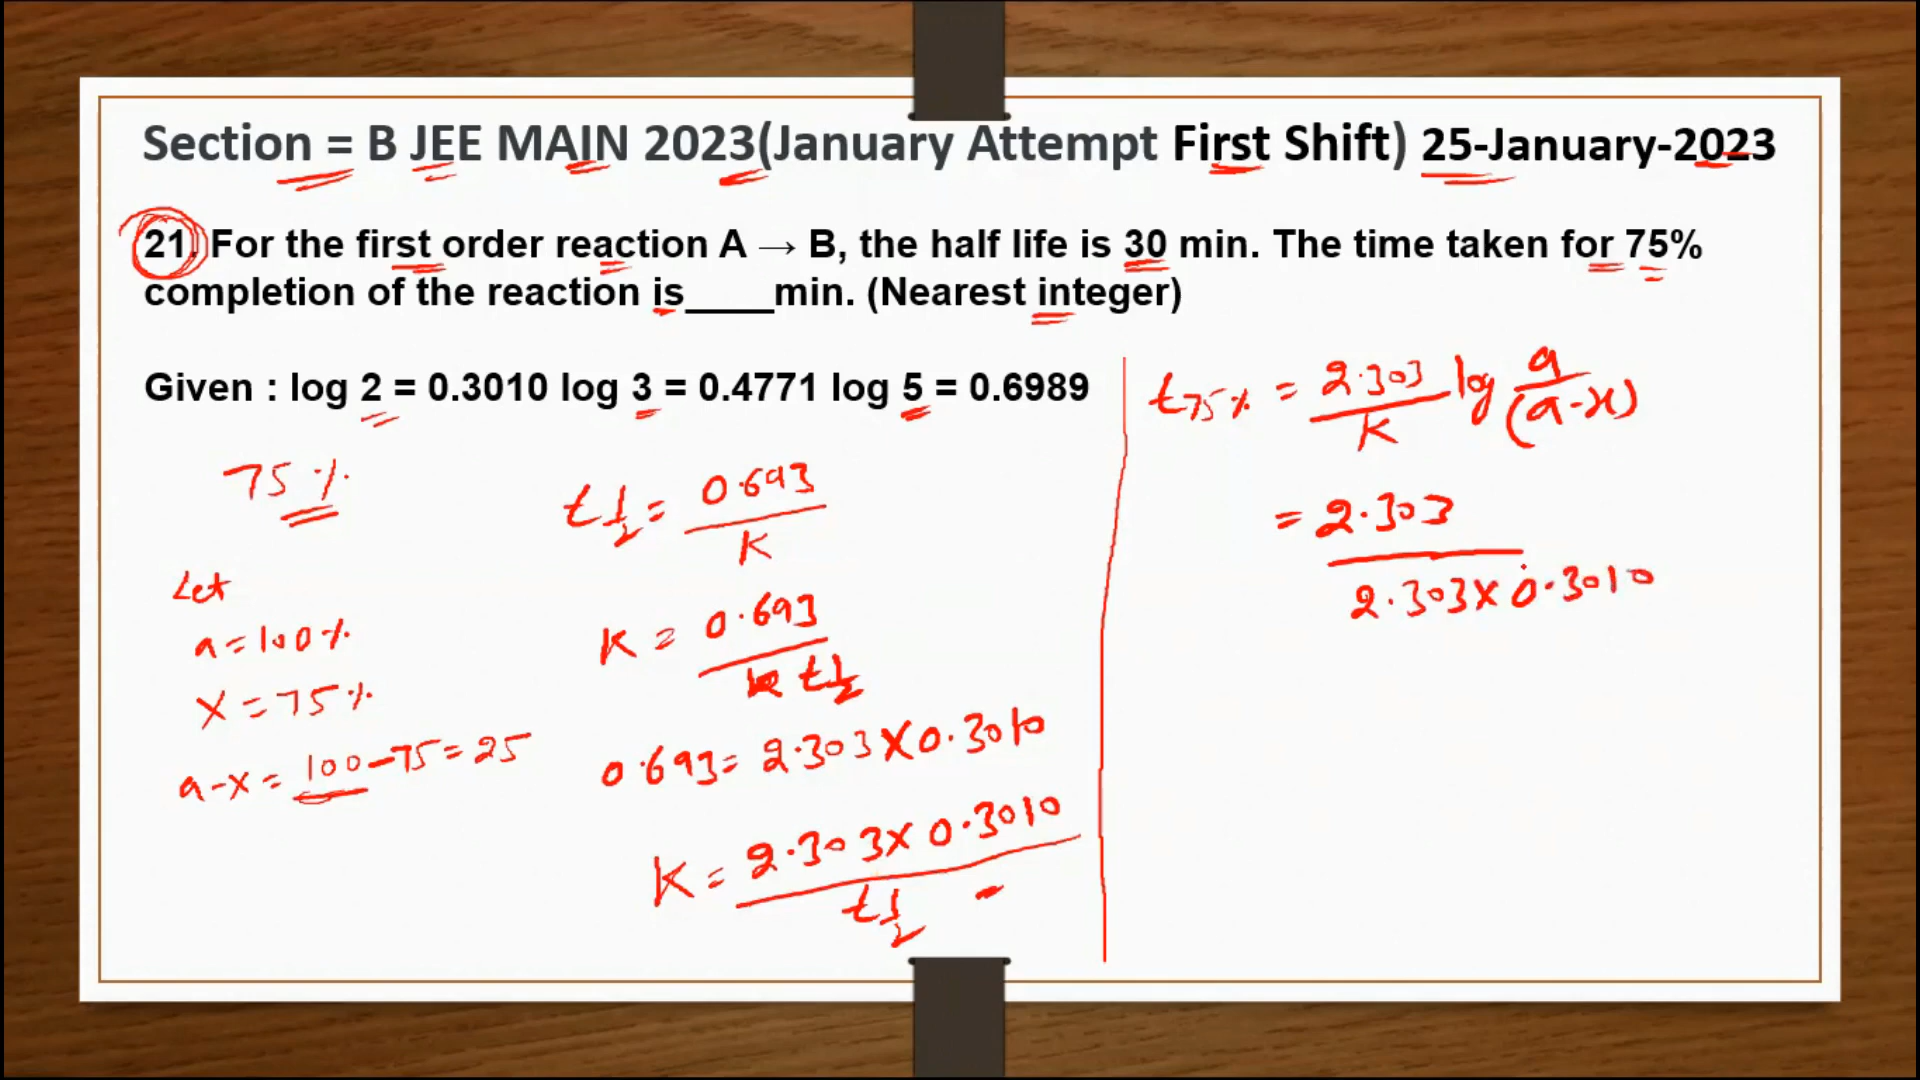 Section = B JEE MAIN 2023(January Attempt First Shift) 25-January-2023
21. For the first order reaction A → B, the half life is 30 min. The time taken for 75%
completion of the reaction is____min. (Nearest integer)
Given : log 2 = 0.3010 log 3 = 0.4771 log 5 = 0.6989
75 %
Let
a = 100 %
x = 75 %
a-x = 100-75 = 25
t1/2 = 0.693/K
K = 0.693/t1/2
0.693 = 2.303 X 0.3010
K = 2.303 X 0.3010/t1/2
t75% = 2.303/K log a/(a-x)
= 2.303/2.303 X 0.3010